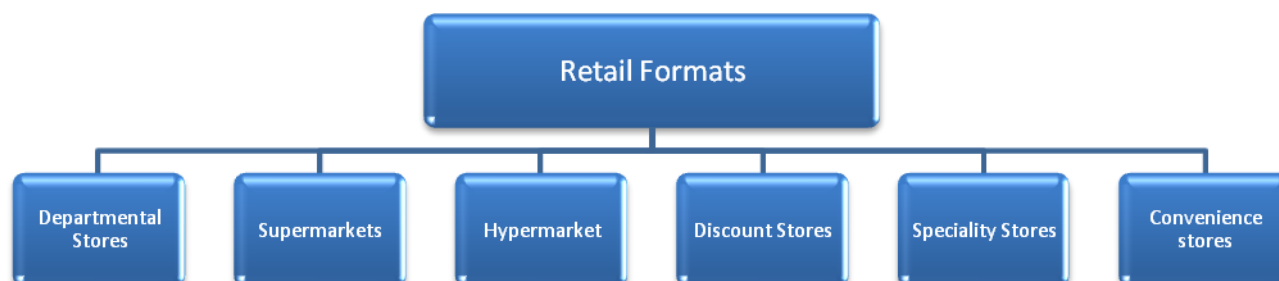 Retail Formats
Departmental
Stores
Supermarkets
Hypermarket
Discount Stores
Speciality Stores
Convenience
stores